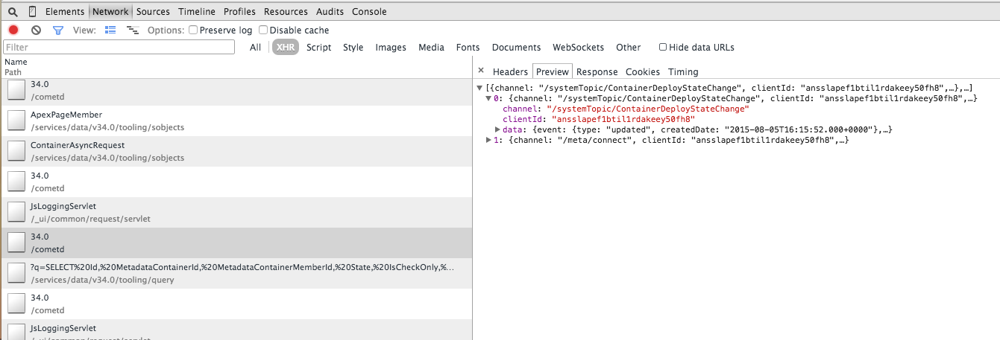 Elements Network Sources Timeline Profiles Resources Audits Console
View: Options: Preserve log Disable cache
Filter All XHR Script Style Images Media Fonts Documents WebSockets Other Hide data URLs
Name
Path
34.0
/cometd
ApexPageMember
/services/data/v34.0/tooling/sobjects
ContainerAsyncRequest
/services/data/v34.0/tooling/sobjects
34.0
/cometd
JsLoggingServlet
/_ui/common/request/servlet
34.0
/cometd
?q=SELECT%20Id,%20MetadataContainerId,%20MetadataContainerMemberId,%20State,%20IsCheckOnly,%...
/services/data/v34.0/tooling/query
34.0
/cometd
JsLoggingServlet
/_ui/common/request/servlet
× Headers Preview Response Cookies Timing
[{channel: "/systemTopic/ContainerDeployStateChange", clientId: "ansslapef1btil1rdakeey50fh8",…},…]
0: {channel: "/systemTopic/ContainerDeployStateChange", clientId: "ansslapef1btil1rdakeey50fh8",…}
channel: "/systemTopic/ContainerDeployStateChange"
clientId: "ansslapef1btil1rdakeey50fh8"
data: {event: {type: "updated", createdDate: "2015-08-05T16:15:52.000+0000"},…}
1: {channel: "/meta/connect", clientId: "ansslapef1btil1rdakeey50fh8",…}